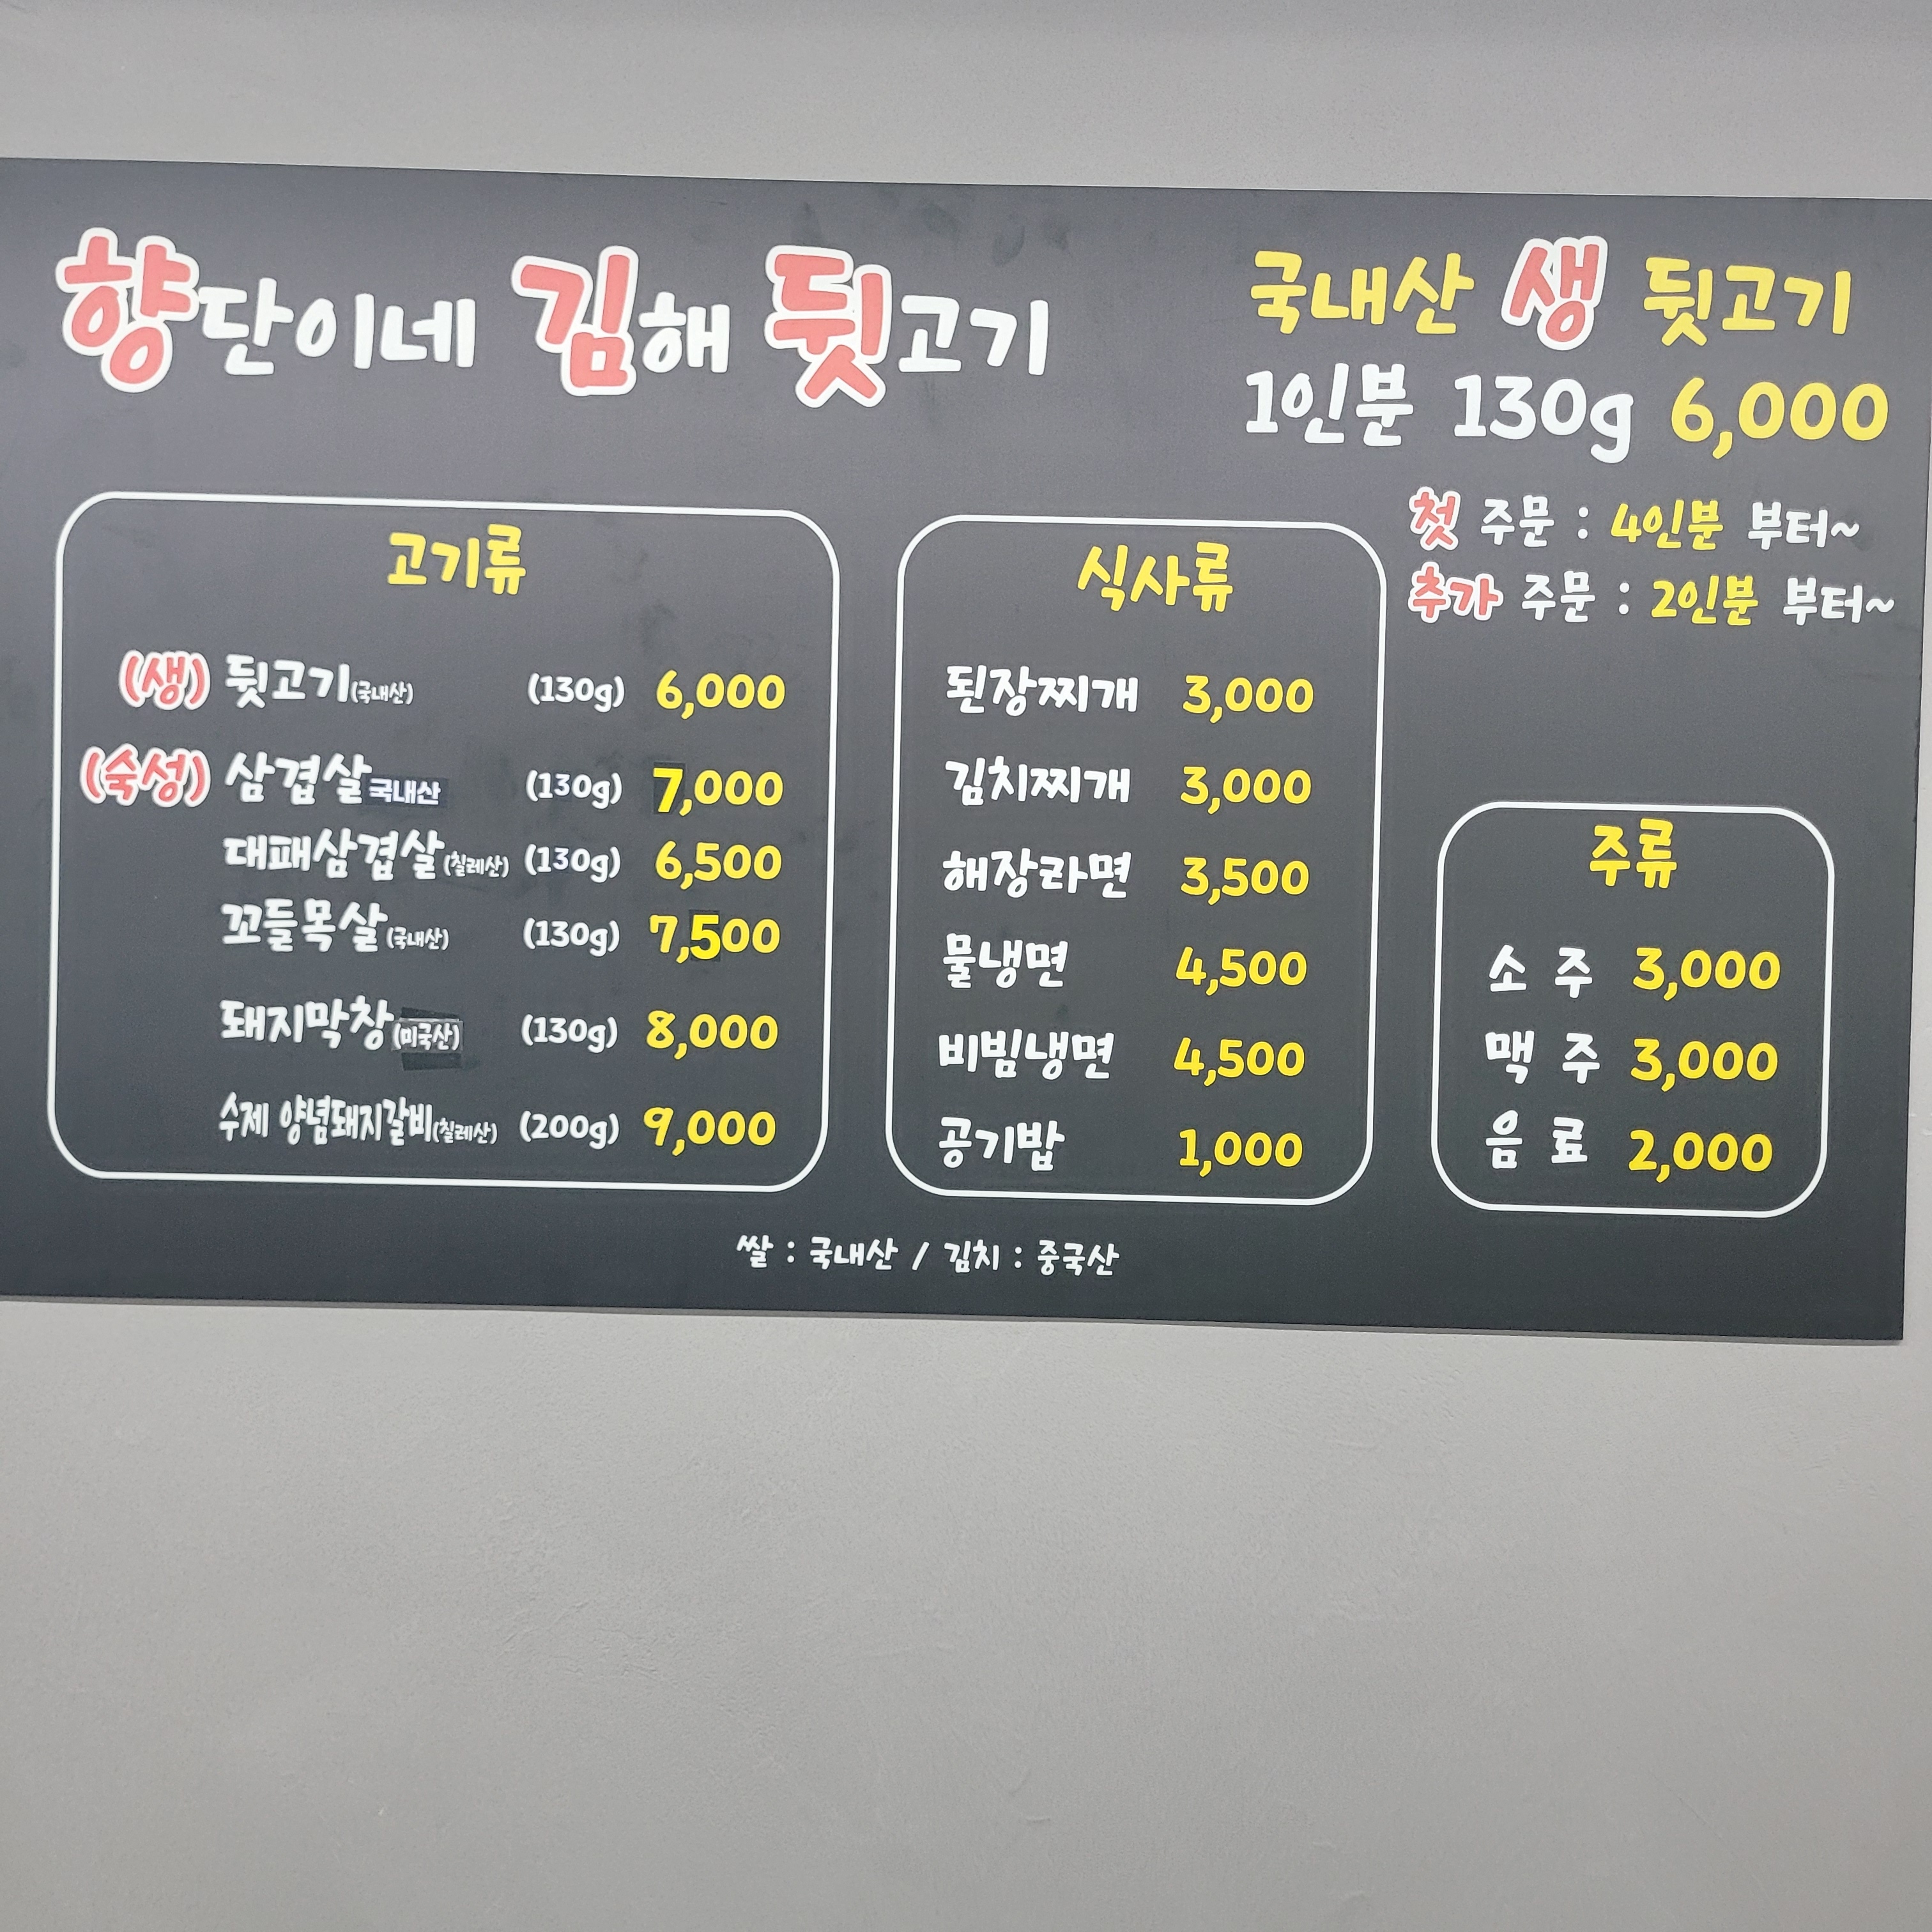 향단이네 김해 뒷고기
국내산 생 뒷고기
1인분 130g 6,000
첫 주문 : 4인분 부터~
추가 주문 : 2인분 부터~
고기류
(생) 뒷고기(국내산) (130g) 6,000
(숙성) 삼겹살 국내산 (130g) 7,000
대패삼겹살(칠레산) (130g) 6,500
꼬들목살(국내산) (130g) 7,500
돼지막창(미국산) (130g) 8,000
수제 양념돼지갈비(칠레산) (200g) 9,000
식사류
된장찌개 3,000
김치찌개 3,000
해장라면 3,500
물냉면 4,500
비빔냉면 4,500
공기밥 1,000
주류
소 주 3,000
맥 주 3,000
음 료 2,000
쌀 : 국내산 / 김치 : 중국산